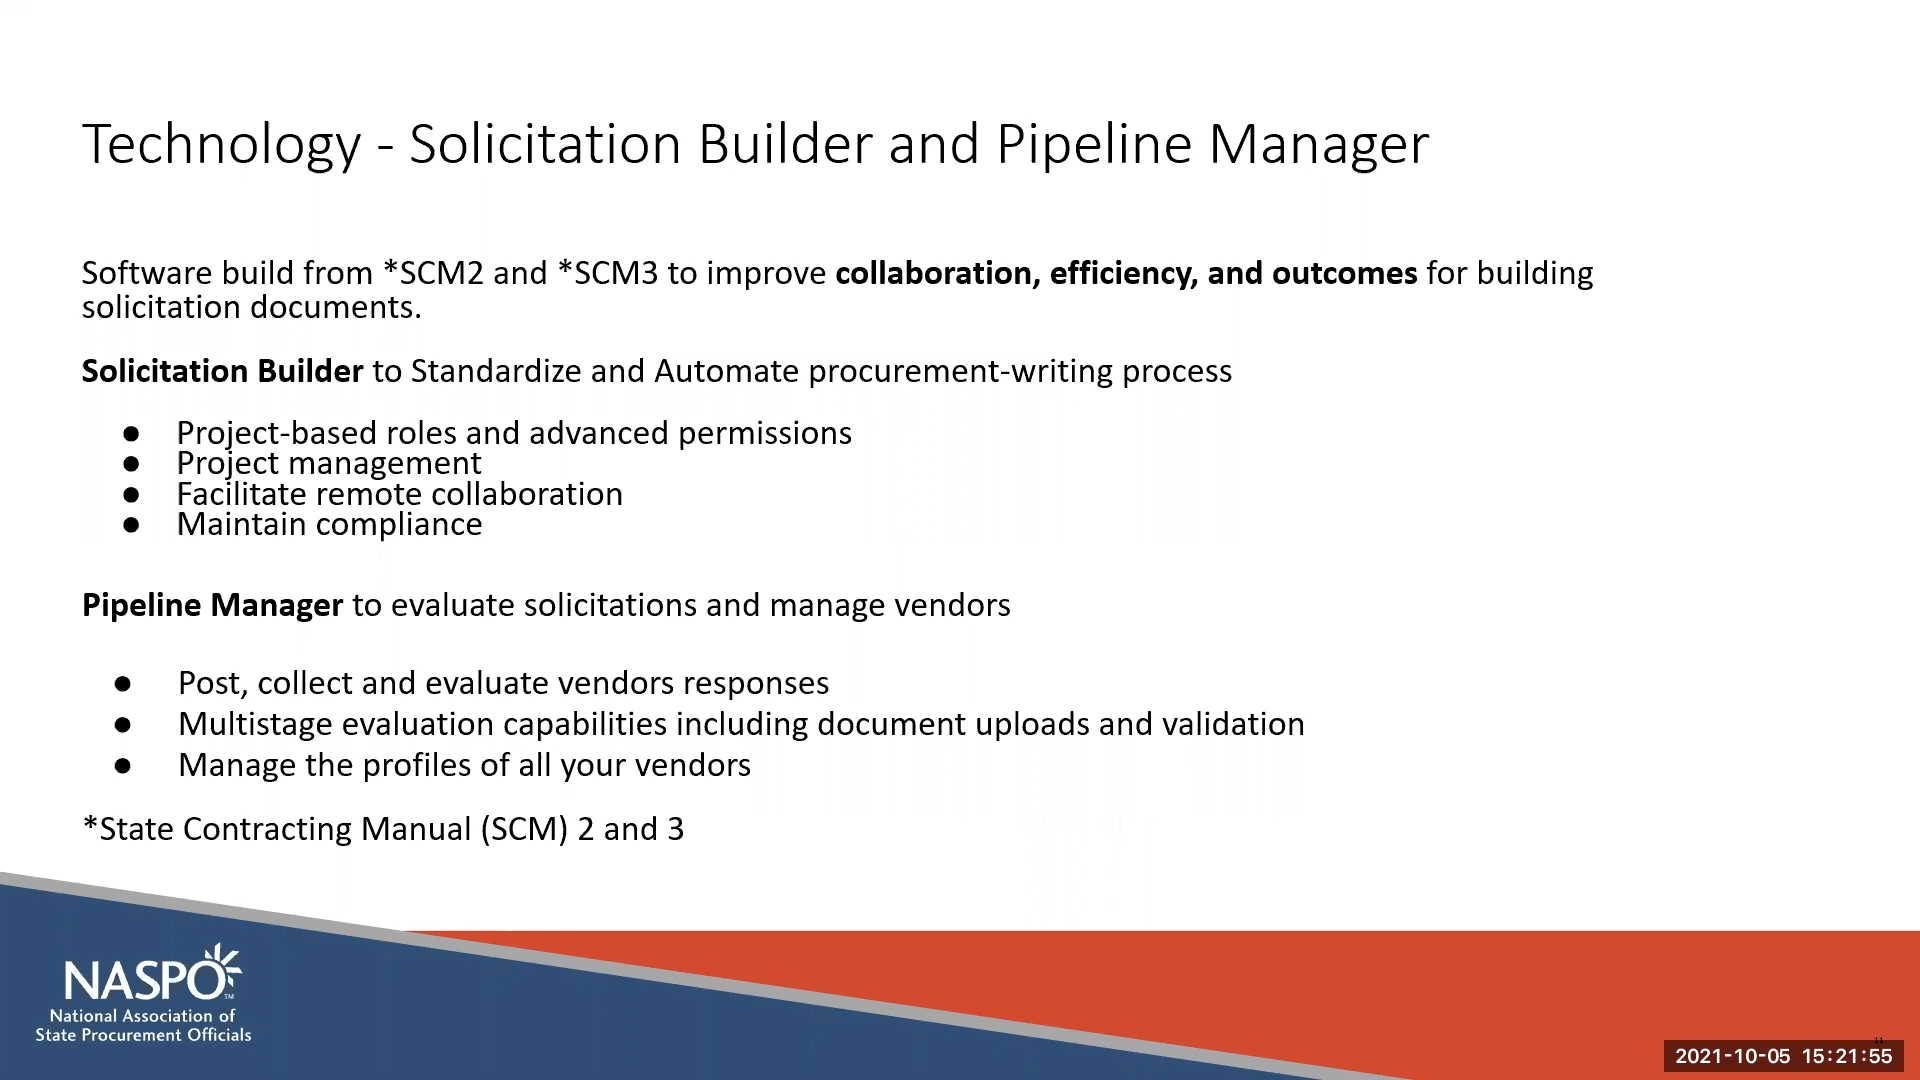 Technology - Solicitation Builder and Pipeline Manager
Software build from *SCM2 and *SCM3 to improve collaboration, efficiency, and outcomes for building
solicitation documents.
Solicitation Builder to Standardize and Automate procurement-writing process
● Project-based roles and advanced permissions
● Project management
● Facilitate remote collaboration
● Maintain compliance
Pipeline Manager to evaluate solicitations and manage vendors
● Post, collect and evaluate vendors responses
● Multistage evaluation capabilities including document uploads and validation
● Manage the profiles of all your vendors
*State Contracting Manual (SCM) 2 and 3
NASPO™
National Association of
State Procurement Officials
11
2021-10-05 15:21:55